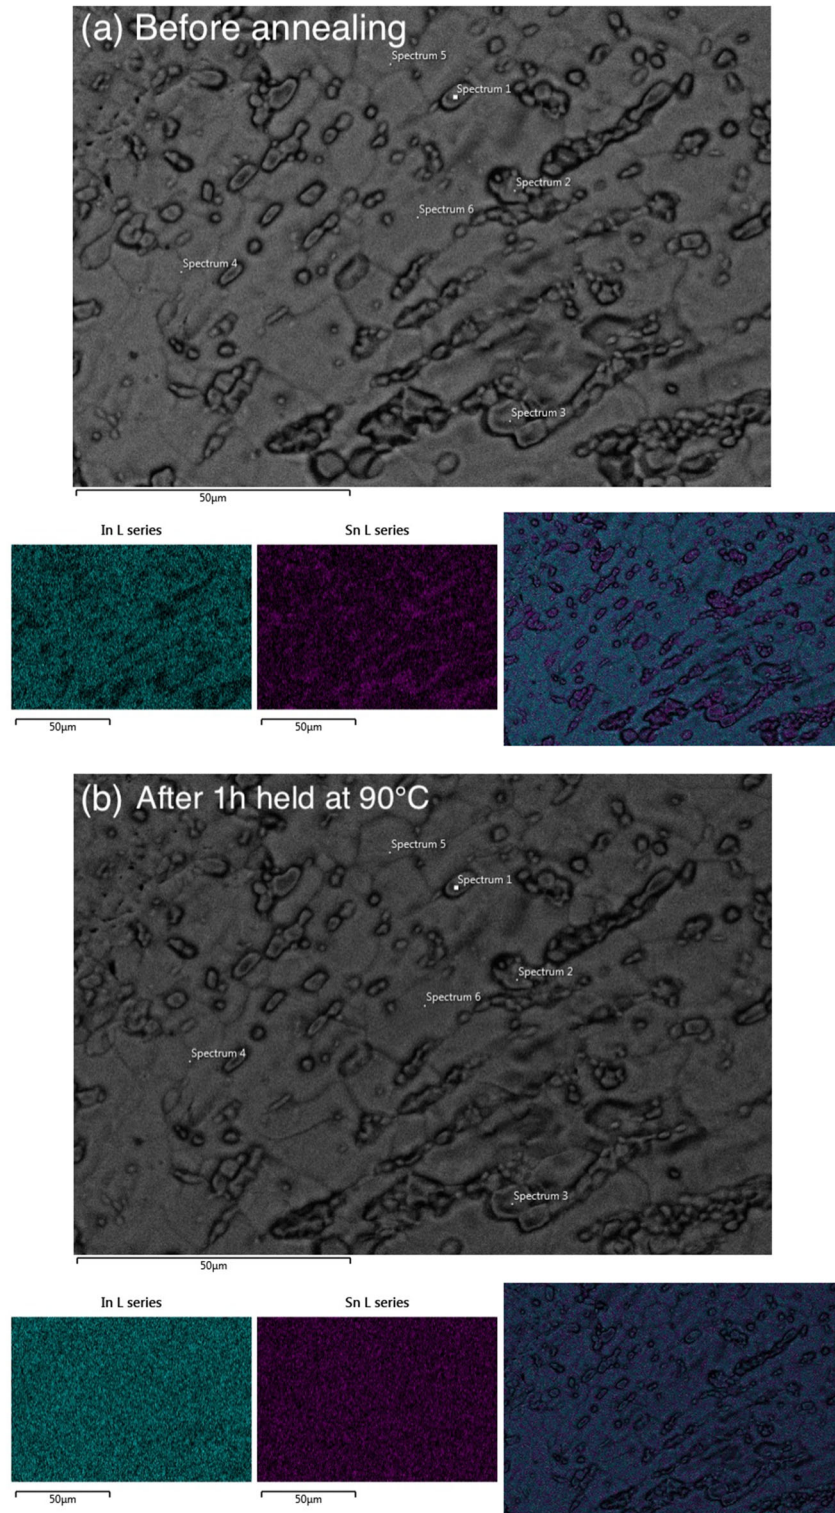 (a) Before annealing
Spectrum 5
Spectrum 1
Spectrum 2
Spectrum 6
Spectrum 4
Spectrum 3
50µm
In L series
Sn L series
50µm
50µm
(b) After 1h held at 90°C
Spectrum 5
Spectrum 1
Spectrum 2
Spectrum 6
Spectrum 4
Spectrum 3
50µm
In L series
Sn L series
50µm
50µm